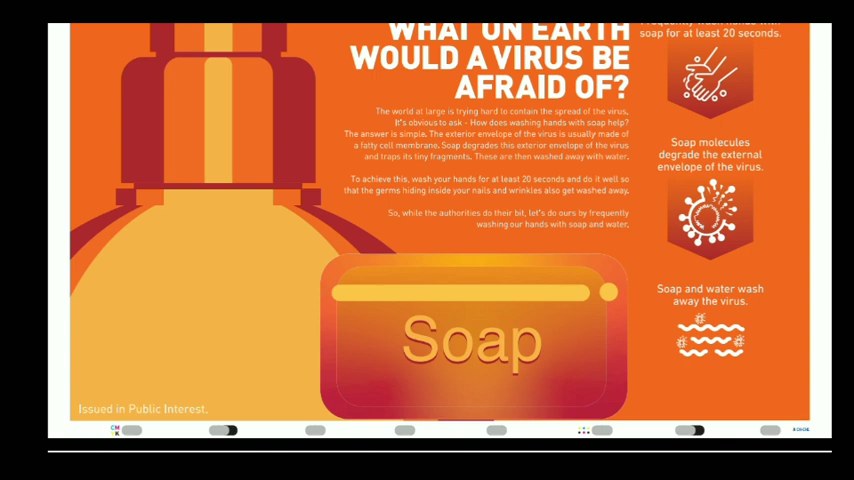 WHAT ON EARTH
WOULD A VIRUS BE
AFRAID OF?
The world at large is trying hard to contain the spread of the virus,
It's obvious to ask - How does washing hands with soap help?
The answer is simple. The exterior envelope of the virus is usually made of
a fatty cell membrane. Soap degrades this exterior envelope of the virus
and traps its tiny fragments. These are then washed away with water.
To achieve this, wash your hands for at least 20 seconds and do it well so
that the germs hiding inside your nails and wrinkles also get washed away.
So, while the authorities do their bit, let's do ours by frequently
washing our hands with soap and water.
Frequently wash hands with
soap for at least 20 seconds.
Soap molecules
degrade the external
envelope of the virus.
Soap and water wash
away the virus.
Soap
Issued in Public Interest.
CM
YK